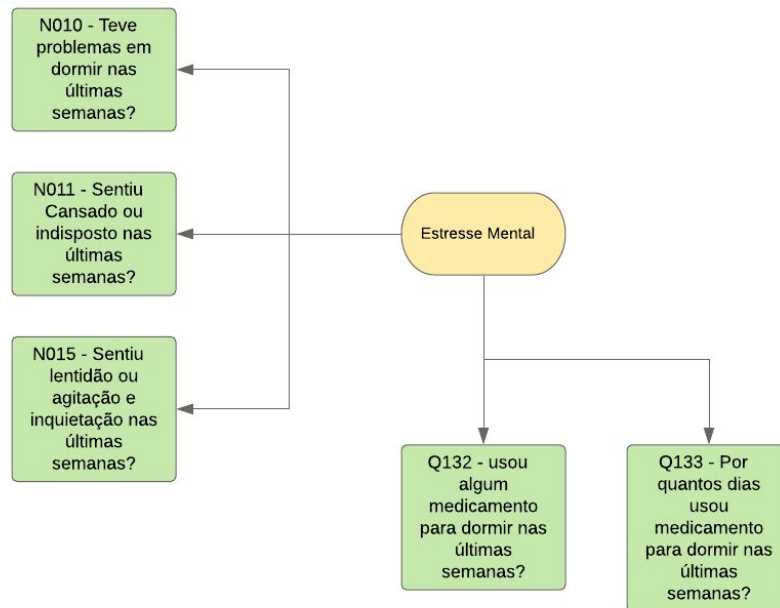 N010 - Teve
problemas em
dormir nas
últimas
semanas?
N011 - Sentiu
Cansado ou
indisposto nas
últimas
semanas?
Estresse Mental
N015 - Sentiu
lentidão ou
agitação e
inquietação nas
últimas
semanas?
Q132 - usou
algum
medicamento
para dormir nas
últimas
semanas?
Q133 - Por
quantos dias
usou
medicamento
para dormir nas
últimas
semanas?